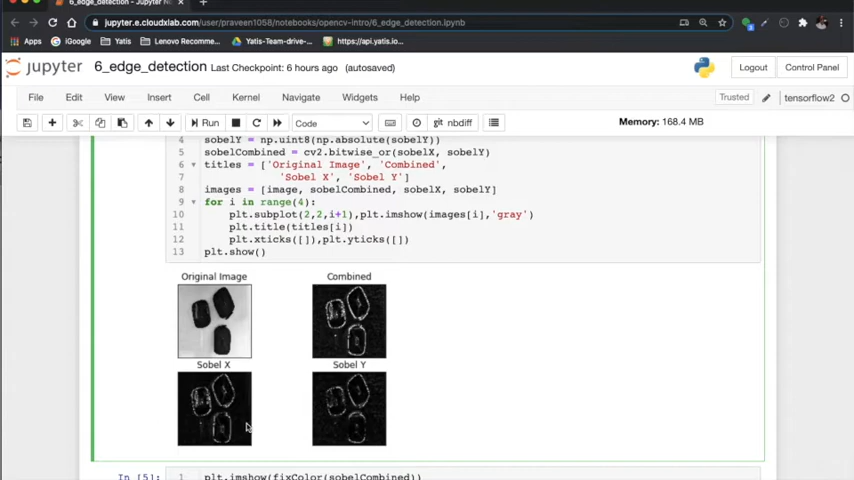 6_edge_detection - Jupyter N
jupyter.e.cloudxlab.com/user/praveen1058/notebooks/opencv-intro/6_edge_detection.ipynb
Apps iGoogle Yatis Lenovo Recomme... Yatis-Team-drive-... https://api.yatis.io...
jupyter 6_edge_detection Last Checkpoint: 6 hours ago (autosaved) Logout Control Panel
File Edit View Insert Cell Kernel Navigate Widgets Help Trusted tensorflow2
Run Code nbdiff Memory: 168.4 MB
4 sobelY = np.uint8(np.absolute(sobelY))
5 sobelCombined = cv2.bitwise_or(sobelX, sobelY)
6 titles = ['Original Image', 'Combined',
7 'Sobel X', 'Sobel Y']
8 images = [image, sobelCombined, sobelX, sobelY]
9 for i in range(4):
10 plt.subplot(2,2,i+1),plt.imshow(images[i],'gray')
11 plt.title(titles[i])
12 plt.xticks([]),plt.yticks([])
13 plt.show()
Original Image Combined
Sobel X Sobel Y
In [5]: 1 plt.imshow(fixColor(sobelCombined))